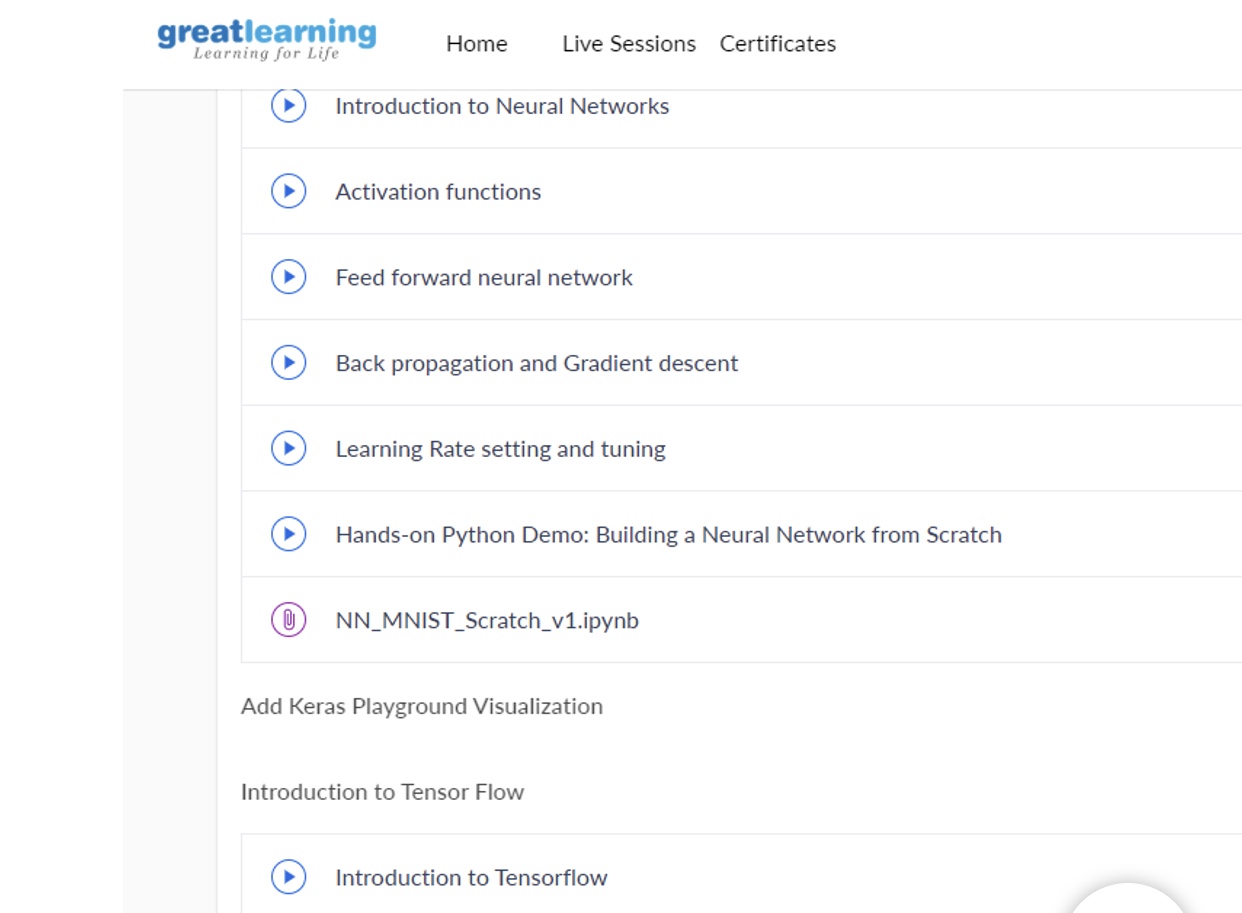 greatlearning
Learning for Life
Home Live Sessions Certificates
Introduction to Neural Networks
Activation functions
Feed forward neural network
Back propagation and Gradient descent
Learning Rate setting and tuning
Hands-on Python Demo: Building a Neural Network from Scratch
NN_MNIST_Scratch_v1.ipynb
Add Keras Playground Visualization
Introduction to Tensor Flow
Introduction to Tensorflow